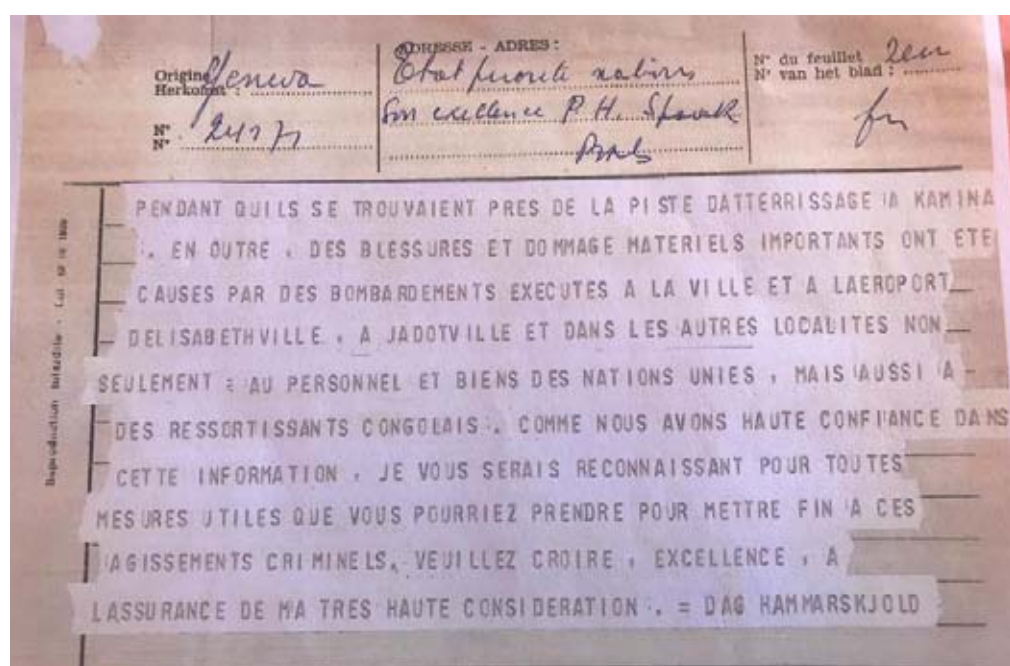 Origine Geneva
Herkomst :
N° 24171
N°
ADRESSE - ADRES :
Etat priorité nations
Son excellence P. H. Spaak
N° du feuillet 2em
N° van het blad :
PENDANT QUILS SE TROUVAIENT PRES DE LA PISTE DATTERRISSAGE A KAMINA
. EN OUTRE , DES BLESSURES ET DOMMAGE MATERIELS IMPORTANTS ONT ETE
CAUSES PAR DES BOMBARDEMENTS EXECUTES A LA VILLE ET A LAEROPORT
DELISABETHVILLE , A JADOTVILLE ET DANS LES AUTRES LOCALITES NON
SEULEMENT = AU PERSONNEL ET BIENS DES NATIONS UNIES , MAIS AUSSI A
DES RESSORTISSANTS CONGOLAIS . COMME NOUS AVONS HAUTE CONFIANCE DANS
CETTE INFORMATION , JE VOUS SERAIS RECONNAISSANT POUR TOUTES
MESURES UTILES QUE VOUS POURRIEZ PRENDRE POUR METTRE FIN A CES
AGISSEMENTS CRIMINELS, VEUILLEZ CROIRE , EXCELLENCE , A
LASSURANCE DE MA TRES HAUTE CONSIDERATION . = DAG HAMMARSKJOLD
Reproduction interdite